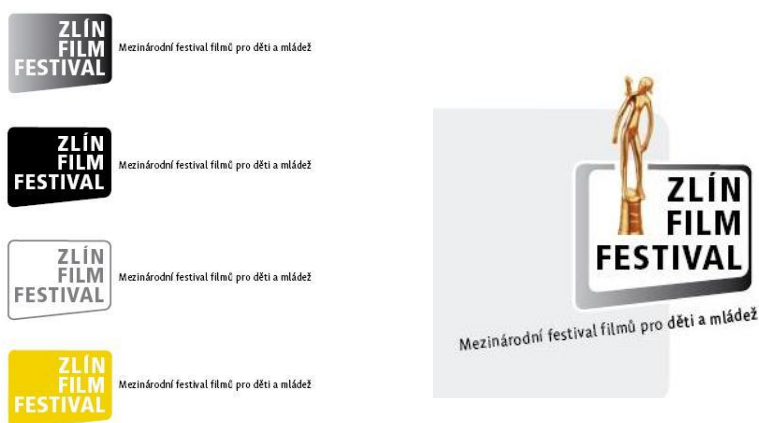 ZLÍN
FILM
FESTIVAL
Mezinárodní festival filmů pro děti a mládež
ZLÍN
FILM
FESTIVAL
Mezinárodní festival filmů pro děti a mládež
ZLÍN
FILM
FESTIVAL
Mezinárodní festival filmů pro děti a mládež
ZLÍN
FILM
FESTIVAL
Mezinárodní festival filmů pro děti a mládež
ZLÍN
FILM
FESTIVAL
Mezinárodní festival filmů pro děti a mládež